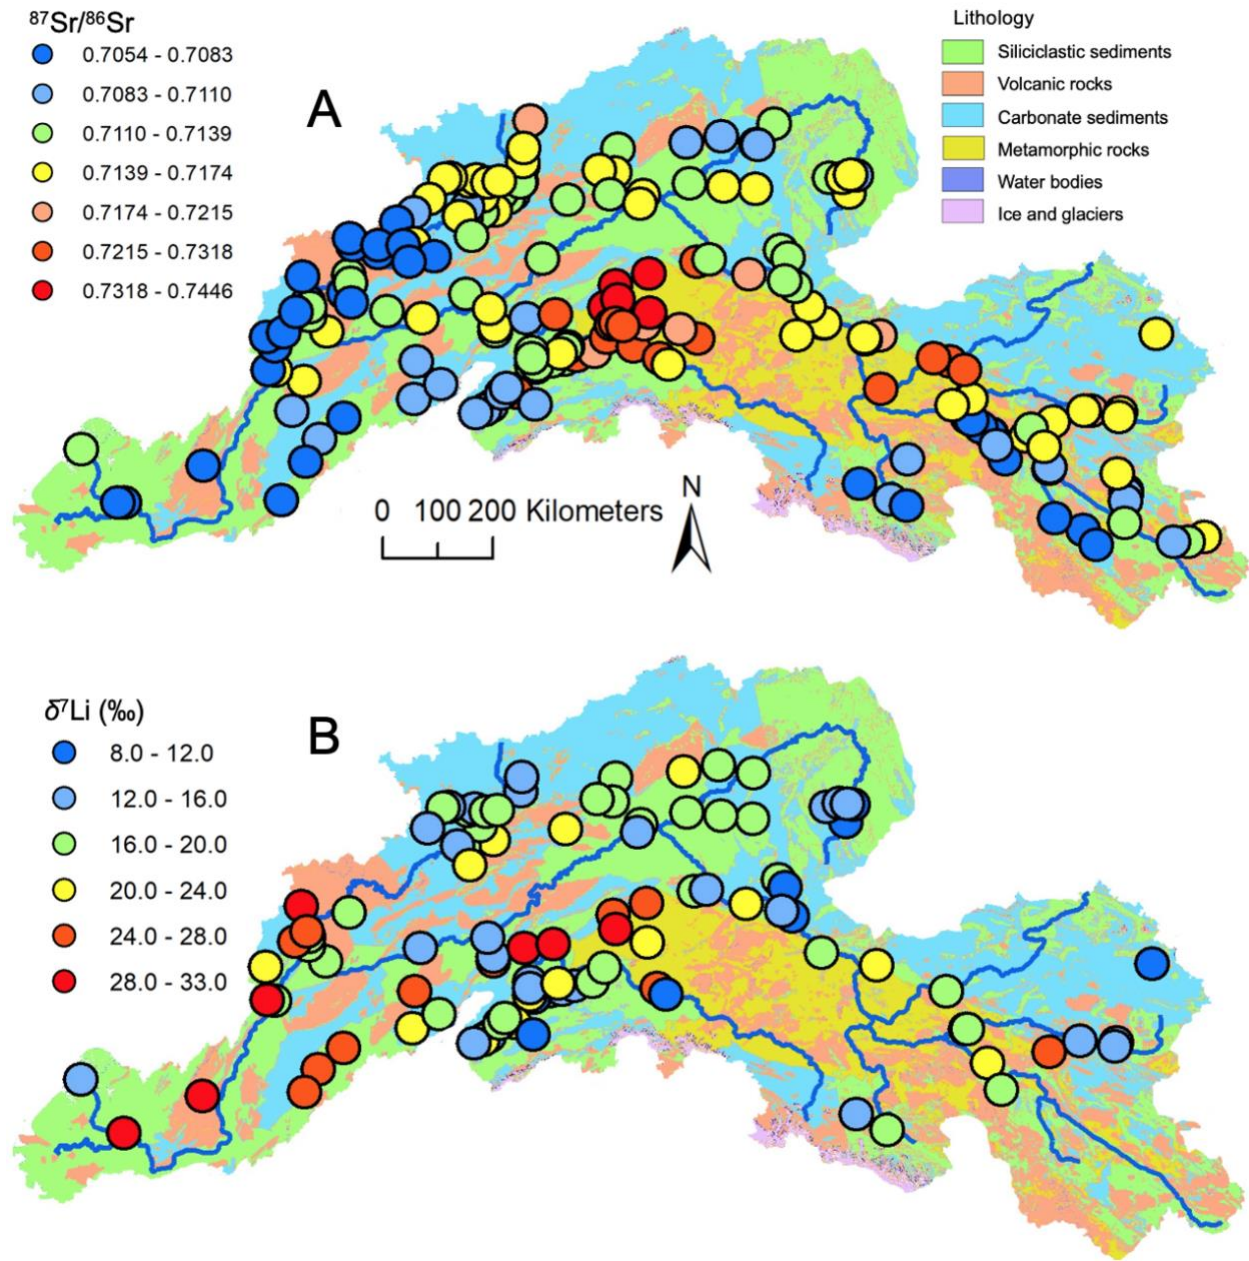 ⁸⁷Sr/⁸⁶Sr
0.7054 - 0.7083
0.7083 - 0.7110
0.7110 - 0.7139
0.7139 - 0.7174
0.7174 - 0.7215
0.7215 - 0.7318
0.7318 - 0.7446
A
Lithology
Siliciclastic sediments
Volcanic rocks
Carbonate sediments
Metamorphic rocks
Water bodies
Ice and glaciers
0 100 200 Kilometers
N
δ⁷Li (‰)
8.0 - 12.0
12.0 - 16.0
16.0 - 20.0
20.0 - 24.0
24.0 - 28.0
28.0 - 33.0
B